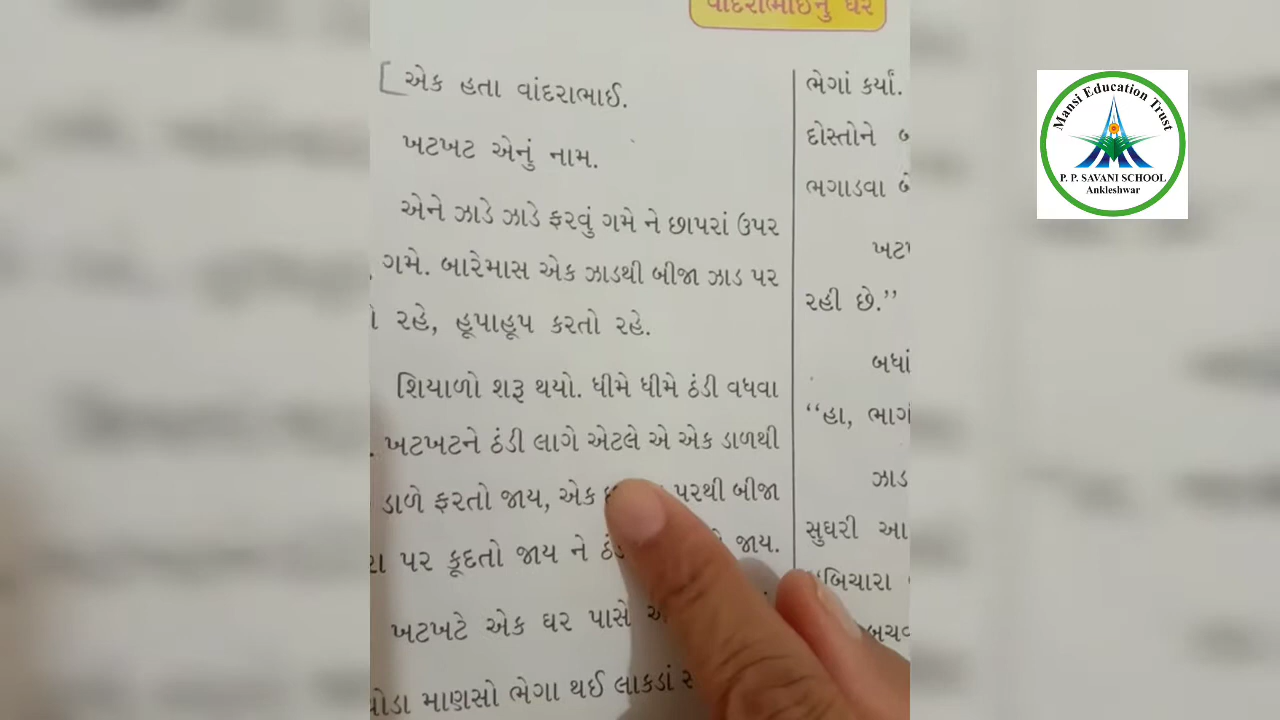 વાંદરાભાઈનું ઘર
એક હતા વાંદરાભાઈ.
ખટખટ એનું નામ.
એને ઝાડે ઝાડે ફરવું ગમે ને છાપરાં ઉપર
ગમે. બારેમાસ એક ઝાડથી બીજા ઝાડ પર
રહે, હૂપાહૂપ કરતો રહે.
શિયાળો શરૂ થયો. ધીમે ધીમે ઠંડી વધવા
ખટખટને ઠંડી લાગે એટલે એ એક ડાળથી
ડાળે ફરતો જાય, એક પરથી બીજા
પર કૂદતો જાય ને જાય.
ખટખટે એક ઘર પાસે
માણસો ભેગા થઈ લાકડાં
ભેગાં કર્યાં.
દોસ્તોને
ભગાડવા
રહી છે.”
બધાં
“હા,
ઝાડ
સુઘરી
“બિચારા
Mansi Education Trust
P. P. SAVANI SCHOOL
Ankleshwar